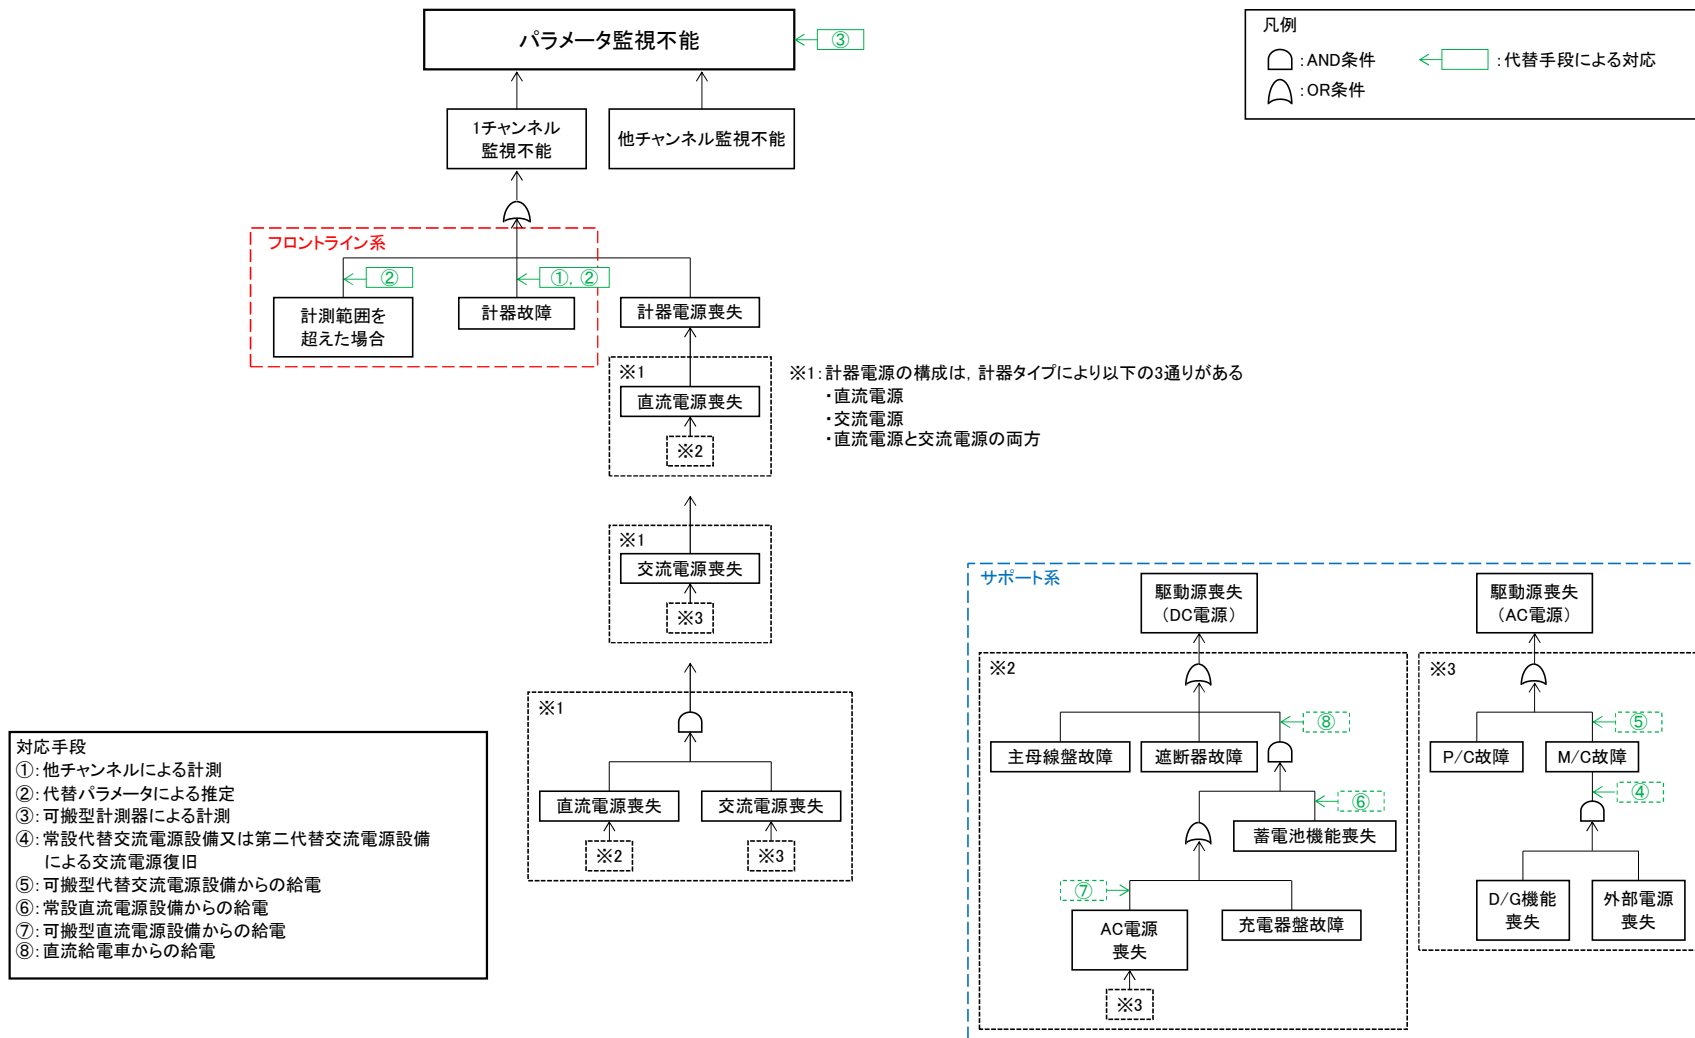 パラメータ監視不能
③
凡例
:AND条件
:代替手段による対応
:OR条件
1チャンネル
監視不能
他チャンネル監視不能
フロントライン系
②
①, ②
計測範囲を
超えた場合
計器故障
計器電源喪失
※1
直流電源喪失
※2
※1:計器電源の構成は, 計器タイプにより以下の3通りがある
・直流電源
・交流電源
・直流電源と交流電源の両方
※1
交流電源喪失
※3
※1
直流電源喪失
交流電源喪失
※2
※3
サポート系
駆動源喪失
(DC電源)
駆動源喪失
(AC電源)
※2
⑧
主母線盤故障
遮断器故障
⑥
蓄電池機能喪失
⑦
AC電源
喪失
充電器盤故障
※3
※3
⑤
P/C故障
M/C故障
④
D/G機能
喪失
外部電源
喪失
対応手段
①:他チャンネルによる計測
②:代替パラメータによる推定
③:可搬型計測器による計測
④:常設代替交流電源設備又は第二代替交流電源設備
による交流電源復旧
⑤:可搬型代替交流電源設備からの給電
⑥:常設直流電源設備からの給電
⑦:可搬型直流電源設備からの給電
⑧:直流給電車からの給電